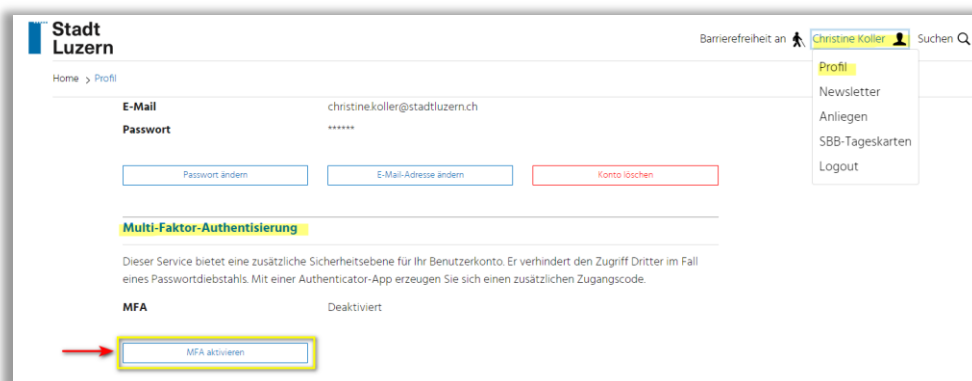 Stadt
Luzern
Barrierefreiheit an Christine Koller Suchen
Home > Profil
Profil
Newsletter
Anliegen
SBB-Tageskarten
Logout
E-Mail christine.koller@stadtluzern.ch
Passwort ******
Passwort ändern E-Mail-Adresse ändern Konto löschen
Multi-Faktor-Authentisierung
Dieser Service bietet eine zusätzliche Sicherheitsebene für Ihr Benutzerkonto. Er verhindert den Zugriff Dritter im Fall
eines Passwortdiebstahls. Mit einer Authenticator-App erzeugen Sie sich einen zusätzlichen Zugangscode.
MFA Deaktiviert
MFA aktivieren